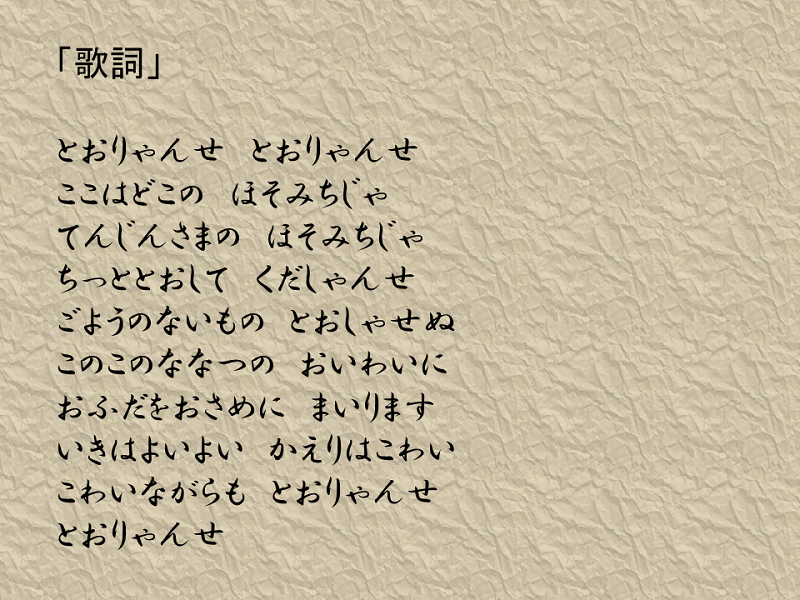 「歌詞」
とおりゃんせ　とおりゃんせ
ここはどこの　ほそみちじゃ
てんじんさまの　ほそみちじゃ
ちっととおして　くだしゃんせ
ごようのないもの　とおしゃせぬ
このこのななつの　おいわいに
おふだをおさめに　まいります
いきはよいよい　かえりはこわい
こわいながらも　とおりゃんせ
とおりゃんせ